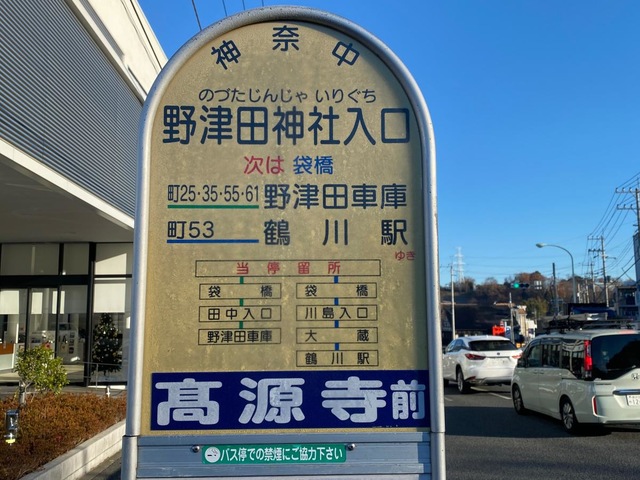 神奈中
のづたじんじゃ いりぐち
野津田神社入口
次は 袋橋
町25・35・55・61 野津田車庫
町53 鶴川駅
ゆき
当停留所
袋橋 袋橋
田中入口 川島入口
野津田車庫 大蔵
鶴川駅
髙源寺前
バス停での禁煙にご協力下さい